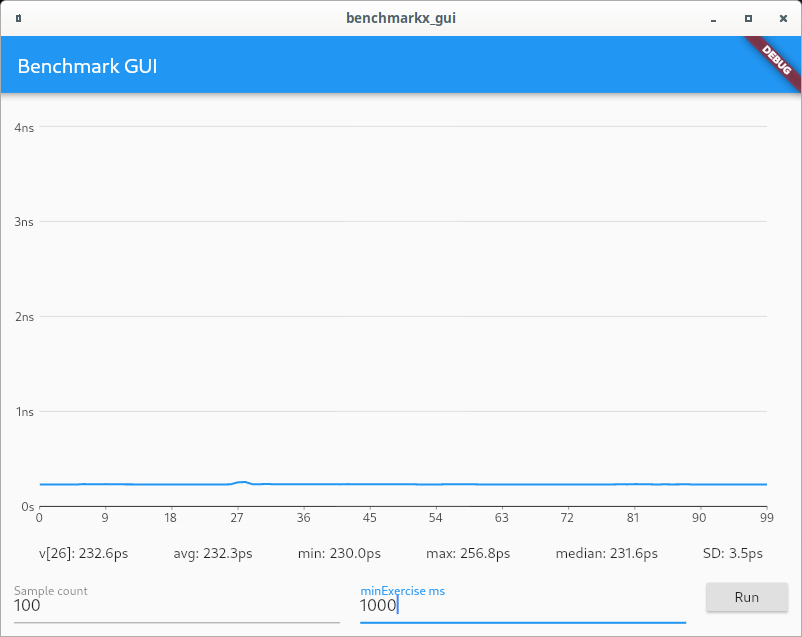 benchmarkx_gui
Benchmark GUI
DEBUG
4ns
3ns
2ns
1ns
0s
0 9 18 27 36 45 54 63 72 81 90 99
v[26]: 232.6ps avg: 232.3ps min: 230.0ps max: 256.8ps median: 231.6ps SD: 3.5ps
Sample count minExercise ms
100 1000 Run